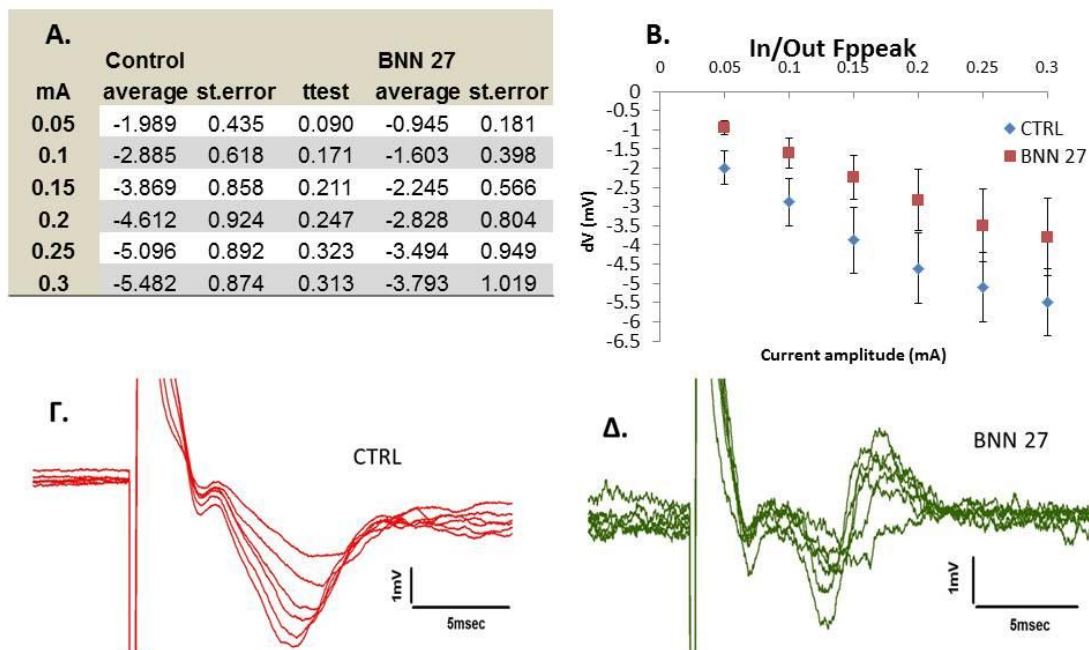 A.
Control BNN 27
mA average st.error ttest average st.error
0.05 -1.989 0.435 0.090 -0.945 0.181
0.1 -2.885 0.618 0.171 -1.603 0.398
0.15 -3.869 0.858 0.211 -2.245 0.566
0.2 -4.612 0.924 0.247 -2.828 0.804
0.25 -5.096 0.892 0.323 -3.494 0.949
0.3 -5.482 0.874 0.313 -3.793 1.019
B.
In/Out Fppeak
0 0.05 0.1 0.15 0.2 0.25 0.3
0
-0.5
-1
-1.5
-2
-2.5
-3
-3.5
-4
-4.5
-5
-5.5
-6
-6.5
dV (mV)
CTRL
BNN 27
Current amplitude (mA)
Γ.
CTRL
1mV
5msec
Δ.
BNN 27
1mV
5msec